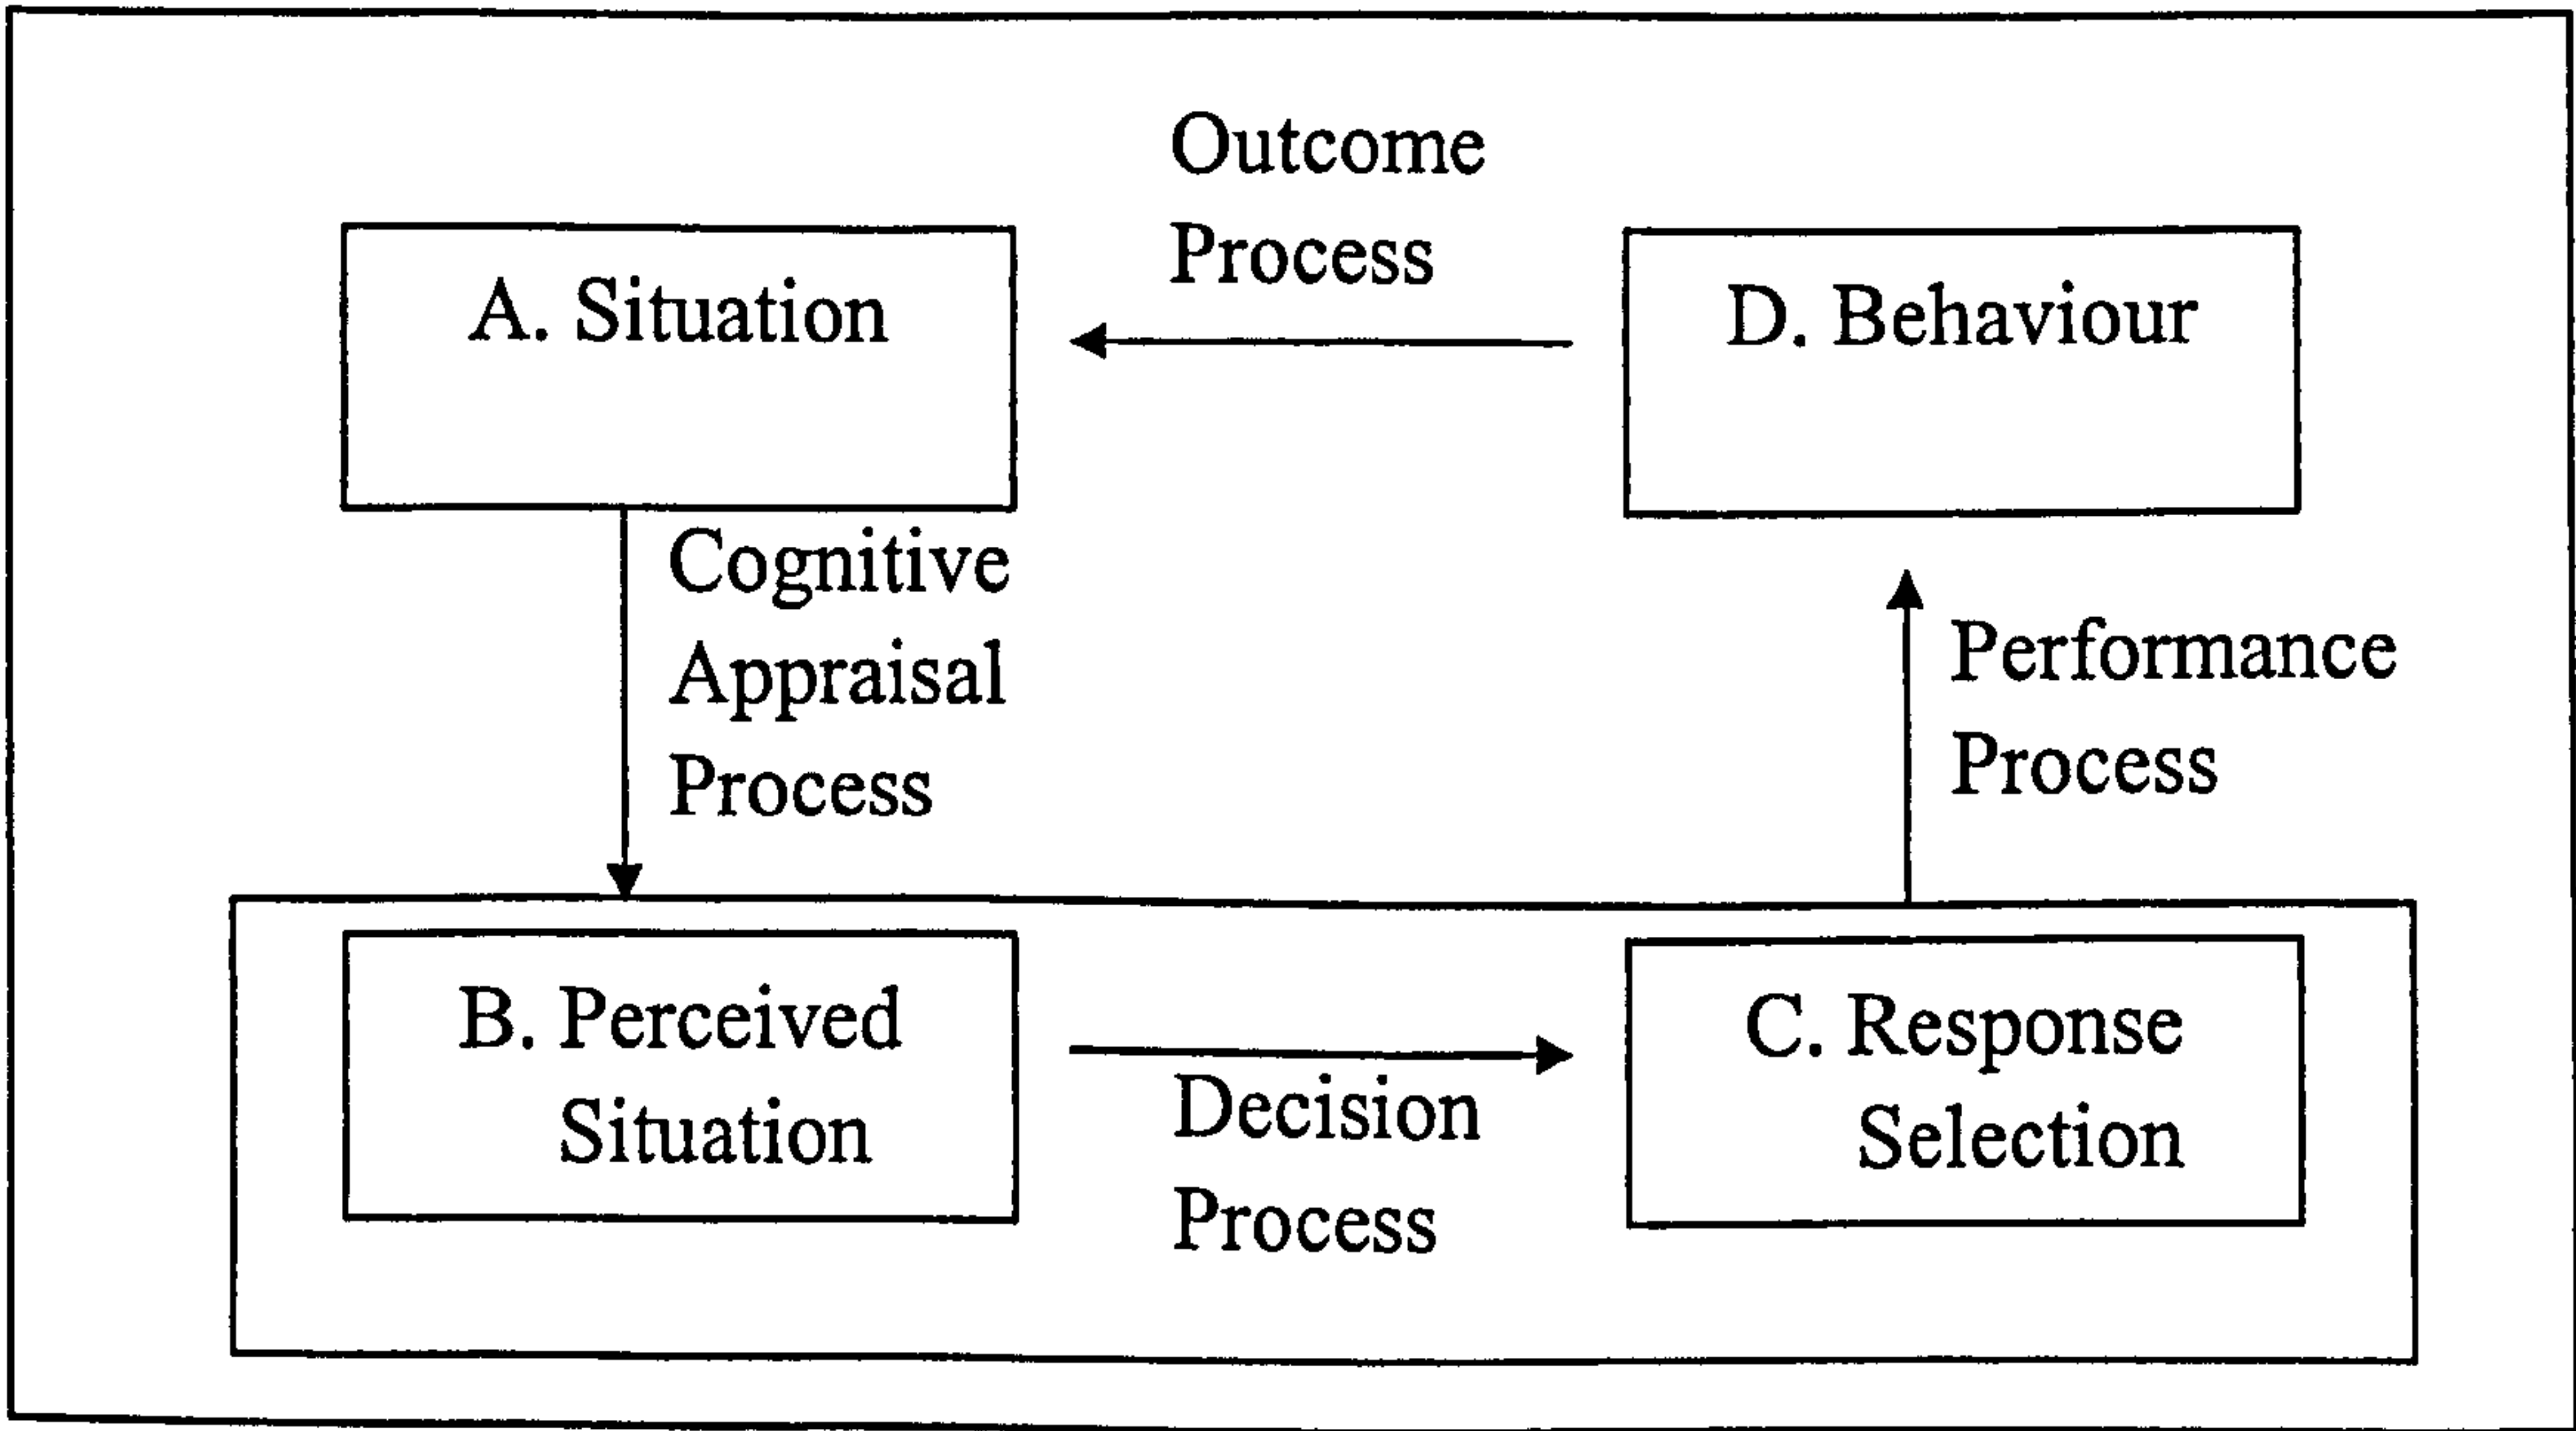 Outcome
Process
A. Situation
D. Behaviour
Cognitive
Appraisal
Process
Performance
Process
B. Perceived
Situation
Decision
Process
C. Response
Selection